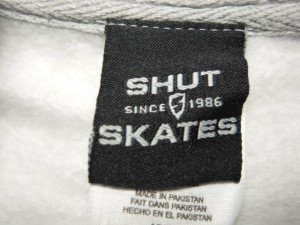 SHUT
SINCE 1986
SKATES
MADE IN PAKISTAN
FAIT DANS PAKISTAN
HECHO EN EL PAKISTAN